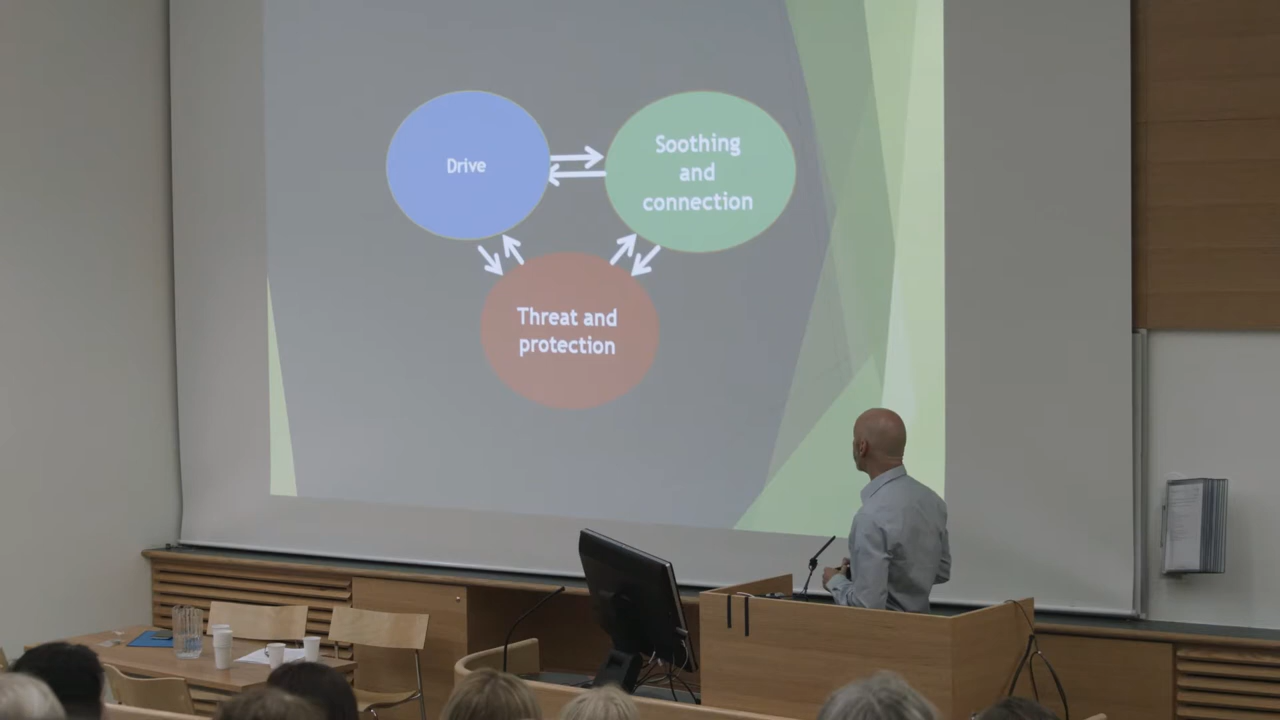 Drive
Soothing
and
connection
Threat and
protection